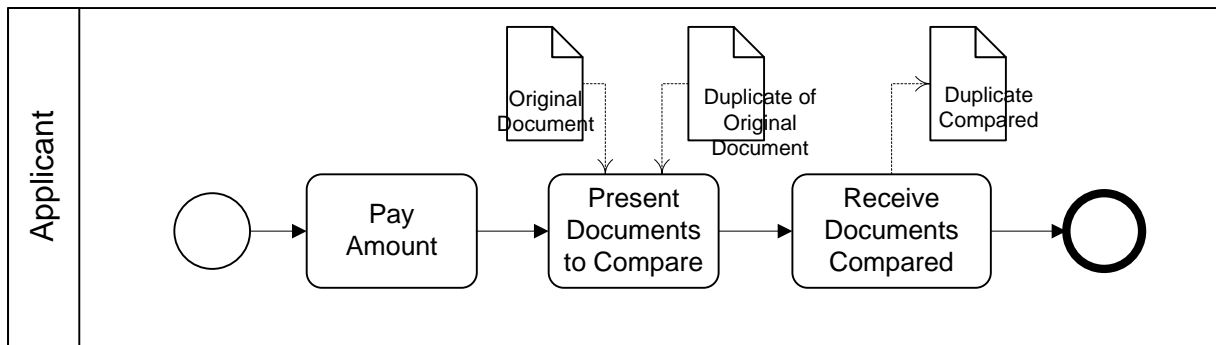 Applicant
Original
Document
Duplicate of
Original
Document
Duplicate
Compared
Pay
Amount
Present
Documents
to Compare
Receive
Documents
Compared